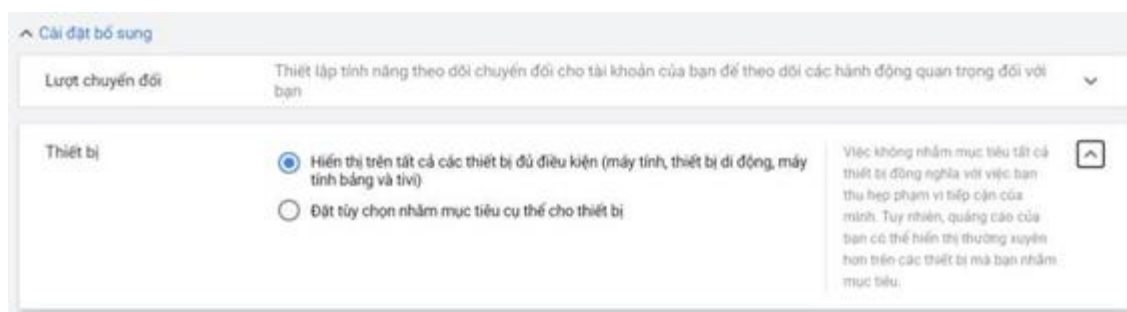 Cài đặt bổ sung
Lượt chuyển đổi
Thiết lập tính năng theo dõi chuyển đổi cho tài khoản của bạn để theo dõi các hành động quan trọng đối với
bạn
Thiết bị
Hiển thị trên tất cả các thiết bị đủ điều kiện (máy tính, thiết bị di động, máy
tính bảng và tivi)
Đặt tùy chọn nhắm mục tiêu cụ thể cho thiết bị
Việc không nhắm mục tiêu tất cả
thiết bị đồng nghĩa với việc bạn
thu hẹp phạm vi tiếp cận của
mình. Tuy nhiên, quảng cáo của
bạn có thể hiển thị thường xuyên
hơn trên các thiết bị mà bạn nhắm
mục tiêu.